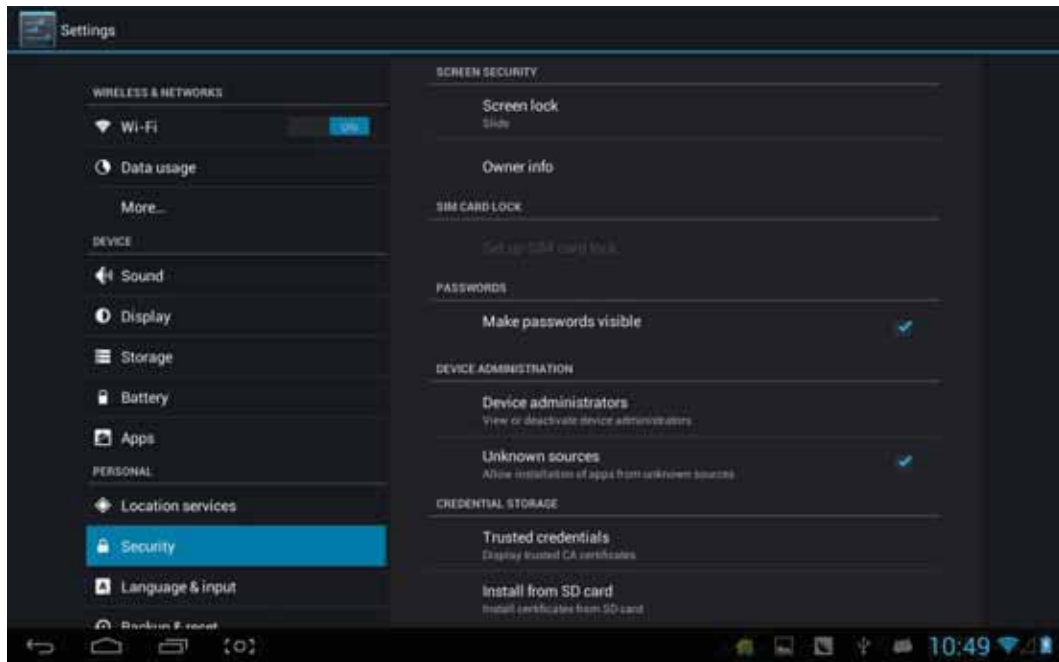 Settings
WIRELESS & NETWORKS
Wi-Fi
ON
Data usage
More...
DEVICE
Sound
Display
Storage
Battery
Apps
PERSONAL
Location services
Security
Language & input
Backup & reset
SCREEN SECURITY
Screen lock
Slide
Owner info
SIM CARD LOCK
Set up SIM card lock
PASSWORDS
Make passwords visible
DEVICE ADMINISTRATION
Device administrators
View or deactivate device administrators
Unknown sources
Allow installation of apps from unknown sources
CREDENTIAL STORAGE
Trusted credentials
Display trusted CA certificates
Install from SD card
Install certificates from SD card
10:49